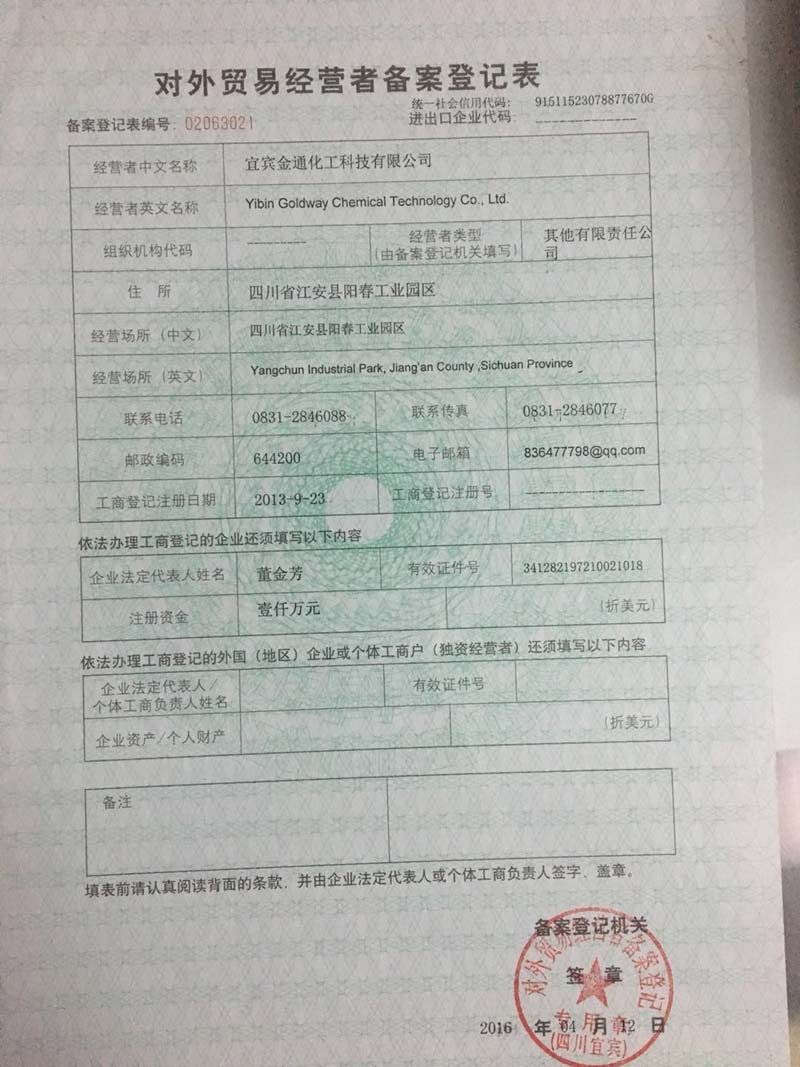 对外贸易经营者备案登记表
统一社会信用代码: 91511523078877670G
备案登记表编号: 02063021
进出口企业代码:
经营者中文名称 宜宾金通化工科技有限公司
经营者英文名称 Yibin Goldway Chemical Technology Co., Ltd.
组织机构代码 -------- 经营者类型 (由备案登记机关填写) 其他有限责任公司
住 所 四川省江安县阳春工业园区
经营场所（中文） 四川省江安县阳春工业园区
经营场所（英文） Yangchun Industrial Park, Jiang'an County ,Sichuan Province
联系电话 0831-2846088 联系传真 0831-2846077
邮政编码 644200 电子邮箱 836477798@qq.com
工商登记注册日期 2013-9-23 工商登记注册号 ----------------
依法办理工商登记的企业还须填写以下内容
企业法定代表人姓名 董金芳 有效证件号 341282197210021018
注册资金 壹仟万元 (折美元)
依法办理工商登记的外国（地区）企业或个体工商户（独资经营者）还须填写以下内容
企业法定代表人/ 个体工商负责人姓名 有效证件号
企业资产/个人财产 (折美元)
备注
填表前请认真阅读背面的条款，并由企业法定代表人或个体工商负责人签字、盖章。
备案登记机关
签 章
对外贸易经营者备案登记
专用章
(四川宜宾)
2016 年 04 月 12 日